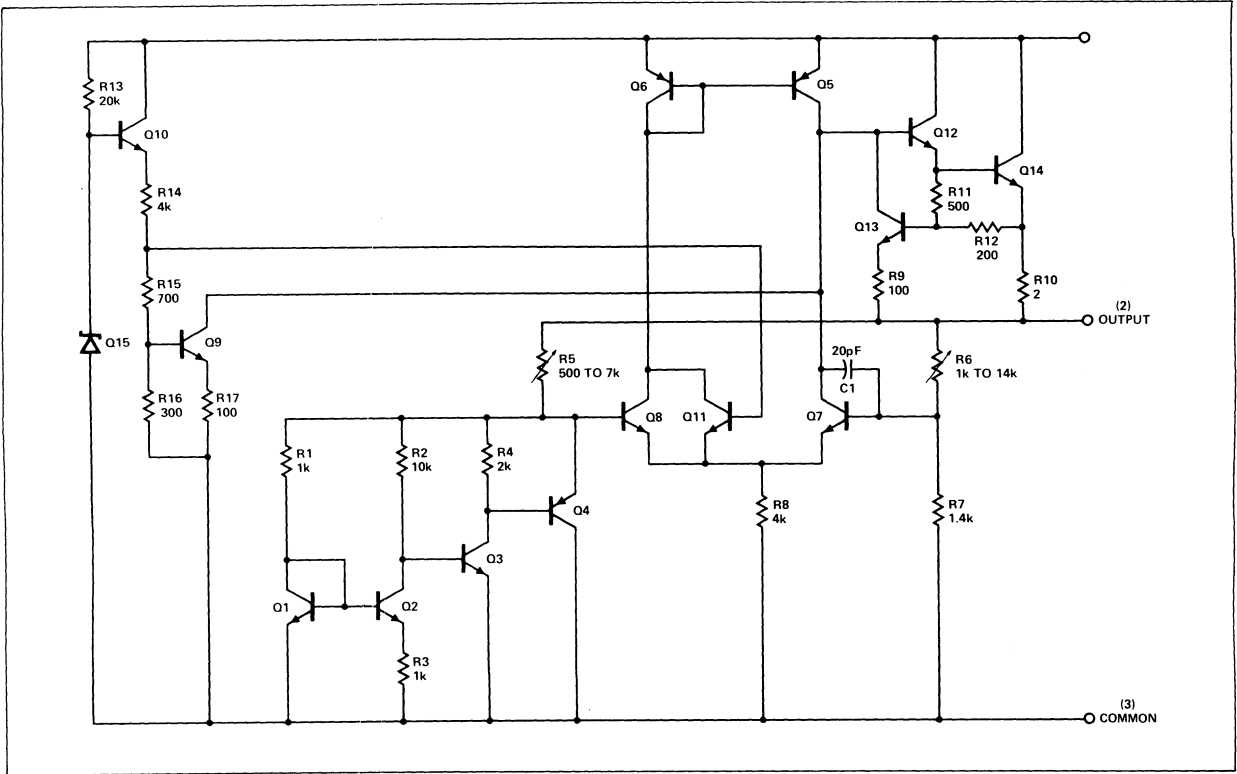 R13
20k
Q10
R14
4k
R15
700
Q15
Q9
R16
300
R17
100
Q6
Q5
Q12
Q14
R11
500
Q13
R12
200
R9
100
R10
2
(2)
OUTPUT
R5
500 TO 7k
20pF
C1
R6
1k TO 14k
Q8
Q11
Q7
R1
1k
R2
10k
R4
2k
Q4
R8
4k
R7
1.4k
Q3
Q1
Q2
R3
1k
(3)
COMMON